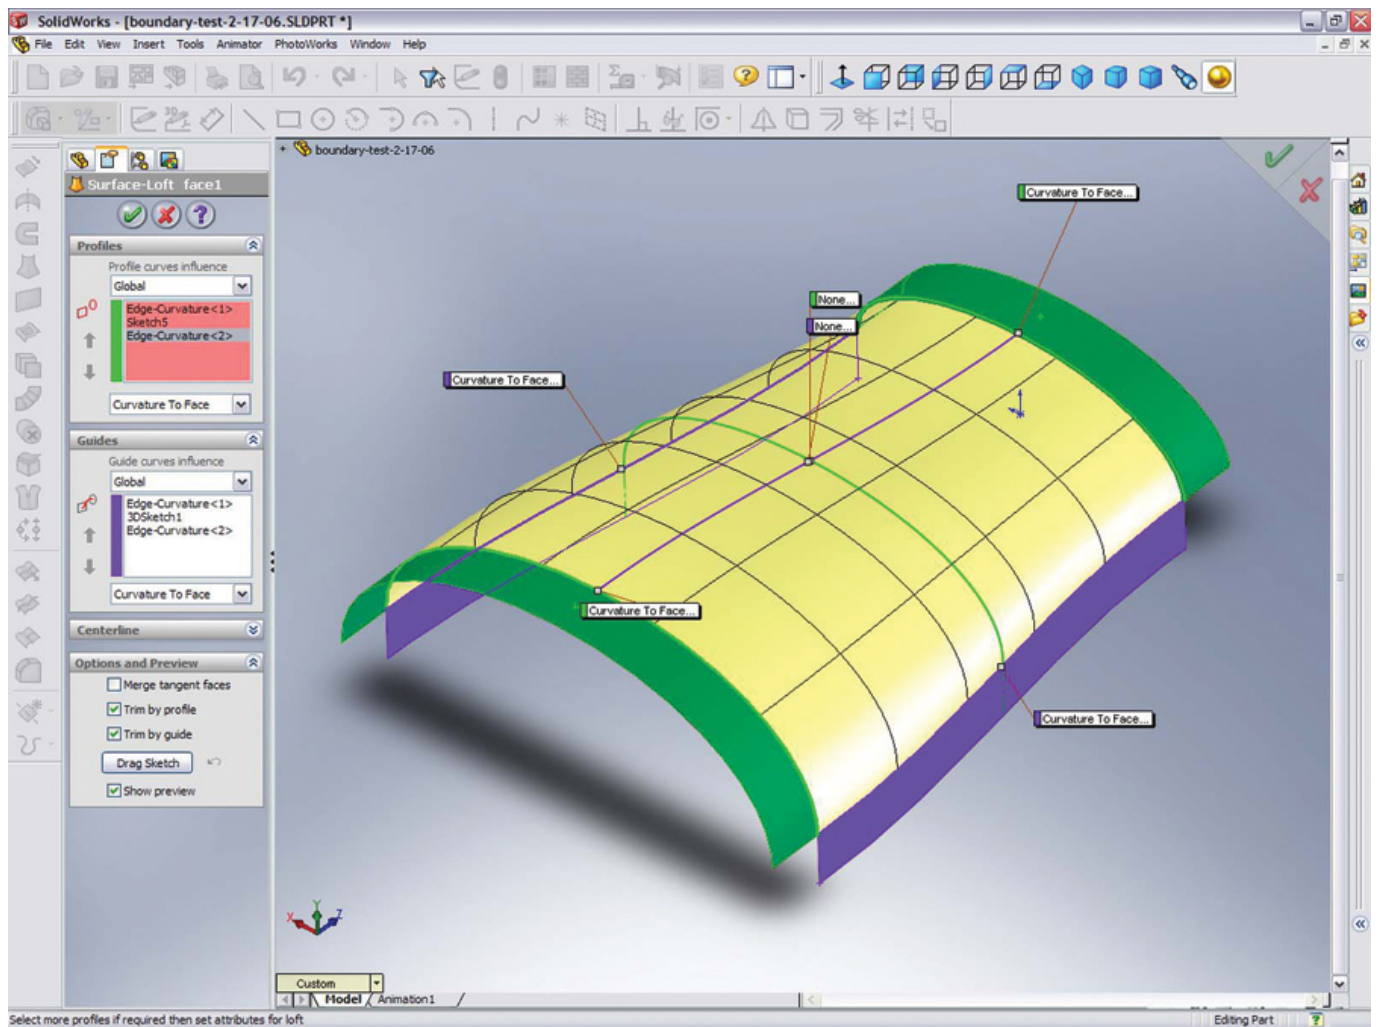 SolidWorks - [boundary-test-2-17-06.SLDPRT *]
File Edit View Insert Tools Animator PhotoWorks Window Help
boundary-test-2-17-06
Surface-Loft face1
Profiles
Profile curves influence
Global
Edge-Curvature<1>
Sketch5
Edge-Curvature<2>
Curvature To Face
Guides
Guide curves influence
Global
Edge-Curvature<1>
3DSketch1
Edge-Curvature<2>
Curvature To Face
Centerline
Options and Preview
Merge tangent faces
Trim by profile
Trim by guide
Drag Sketch
Show preview
Curvature To Face...
None...
None...
Curvature To Face...
Curvature To Face...
Curvature To Face...
X Y Z
Custom
Model Animation1
Select more profiles if required then set attributes for loft
Editing Part